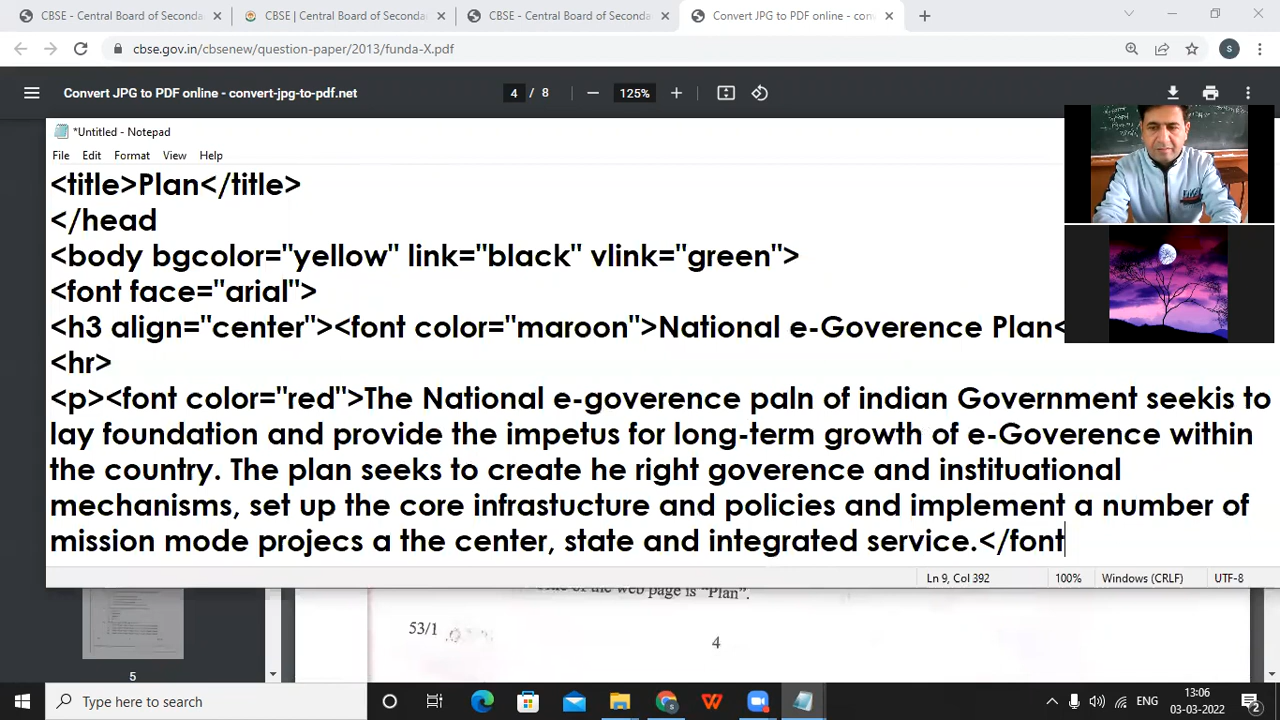 CBSE - Central Board of Seconda
CBSE | Central Board of Seconda
CBSE - Central Board of Seconda
Convert JPG to PDF online - con
cbse.gov.in/cbsenew/question-paper/2013/funda-X.pdf
S
Convert JPG to PDF online - convert-jpg-to-pdf.net
4 / 8
125%
*Untitled - Notepad
File Edit Format View Help
<title>Plan</title>
</head
<body bgcolor="yellow" link="black" vlink="green">
<font face="arial">
<h3 align="center"><font color="maroon">National e-Goverence Plan<
<hr>
<p><font color="red">The National e-goverence paln of indian Government seekis to
lay foundation and provide the impetus for long-term growth of e-Goverence within
the country. The plan seeks to create he right goverence and instituational
mechanisms, set up the core infrastucture and policies and implement a number of
mission mode projecs a the center, state and integrated service.</font
Ln 9, Col 392
100%
Windows (CRLF)
UTF-8
of the web page is "Plan".
53/1
4
5
Type here to search
ENG
13:06
03-03-2022
2